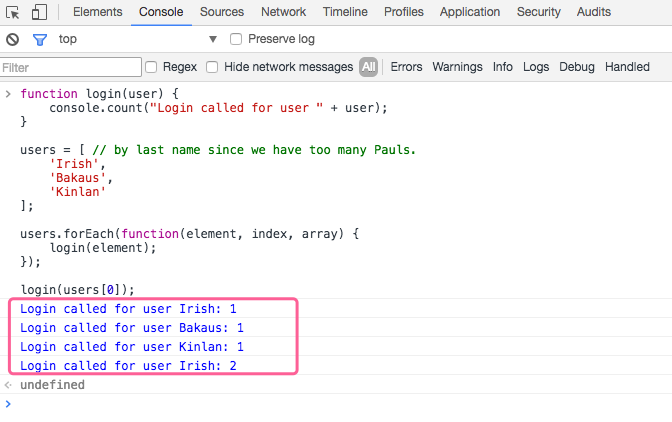 Elements Console Sources Network Timeline Profiles Application Security Audits
top Preserve log
Filter Regex Hide network messages All Errors Warnings Info Logs Debug Handled
function login(user) {
    console.count("Login called for user " + user);
}
users = [ // by last name since we have too many Pauls.
    'Irish',
    'Bakaus',
    'Kinlan'
];
users.forEach(function(element, index, array) {
    login(element);
});
login(users[0]);
Login called for user Irish: 1
Login called for user Bakaus: 1
Login called for user Kinlan: 1
Login called for user Irish: 2
undefined